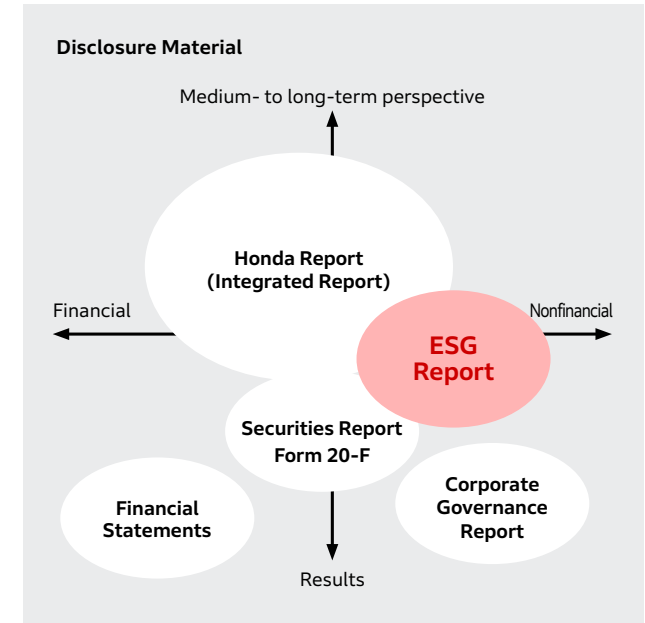 Disclosure Material
Medium- to long-term perspective
Honda Report
(Integrated Report)
Financial
Nonfinancial
ESG
Report
Securities Report
Form 20-F
Financial
Statements
Corporate
Governance
Report
Results